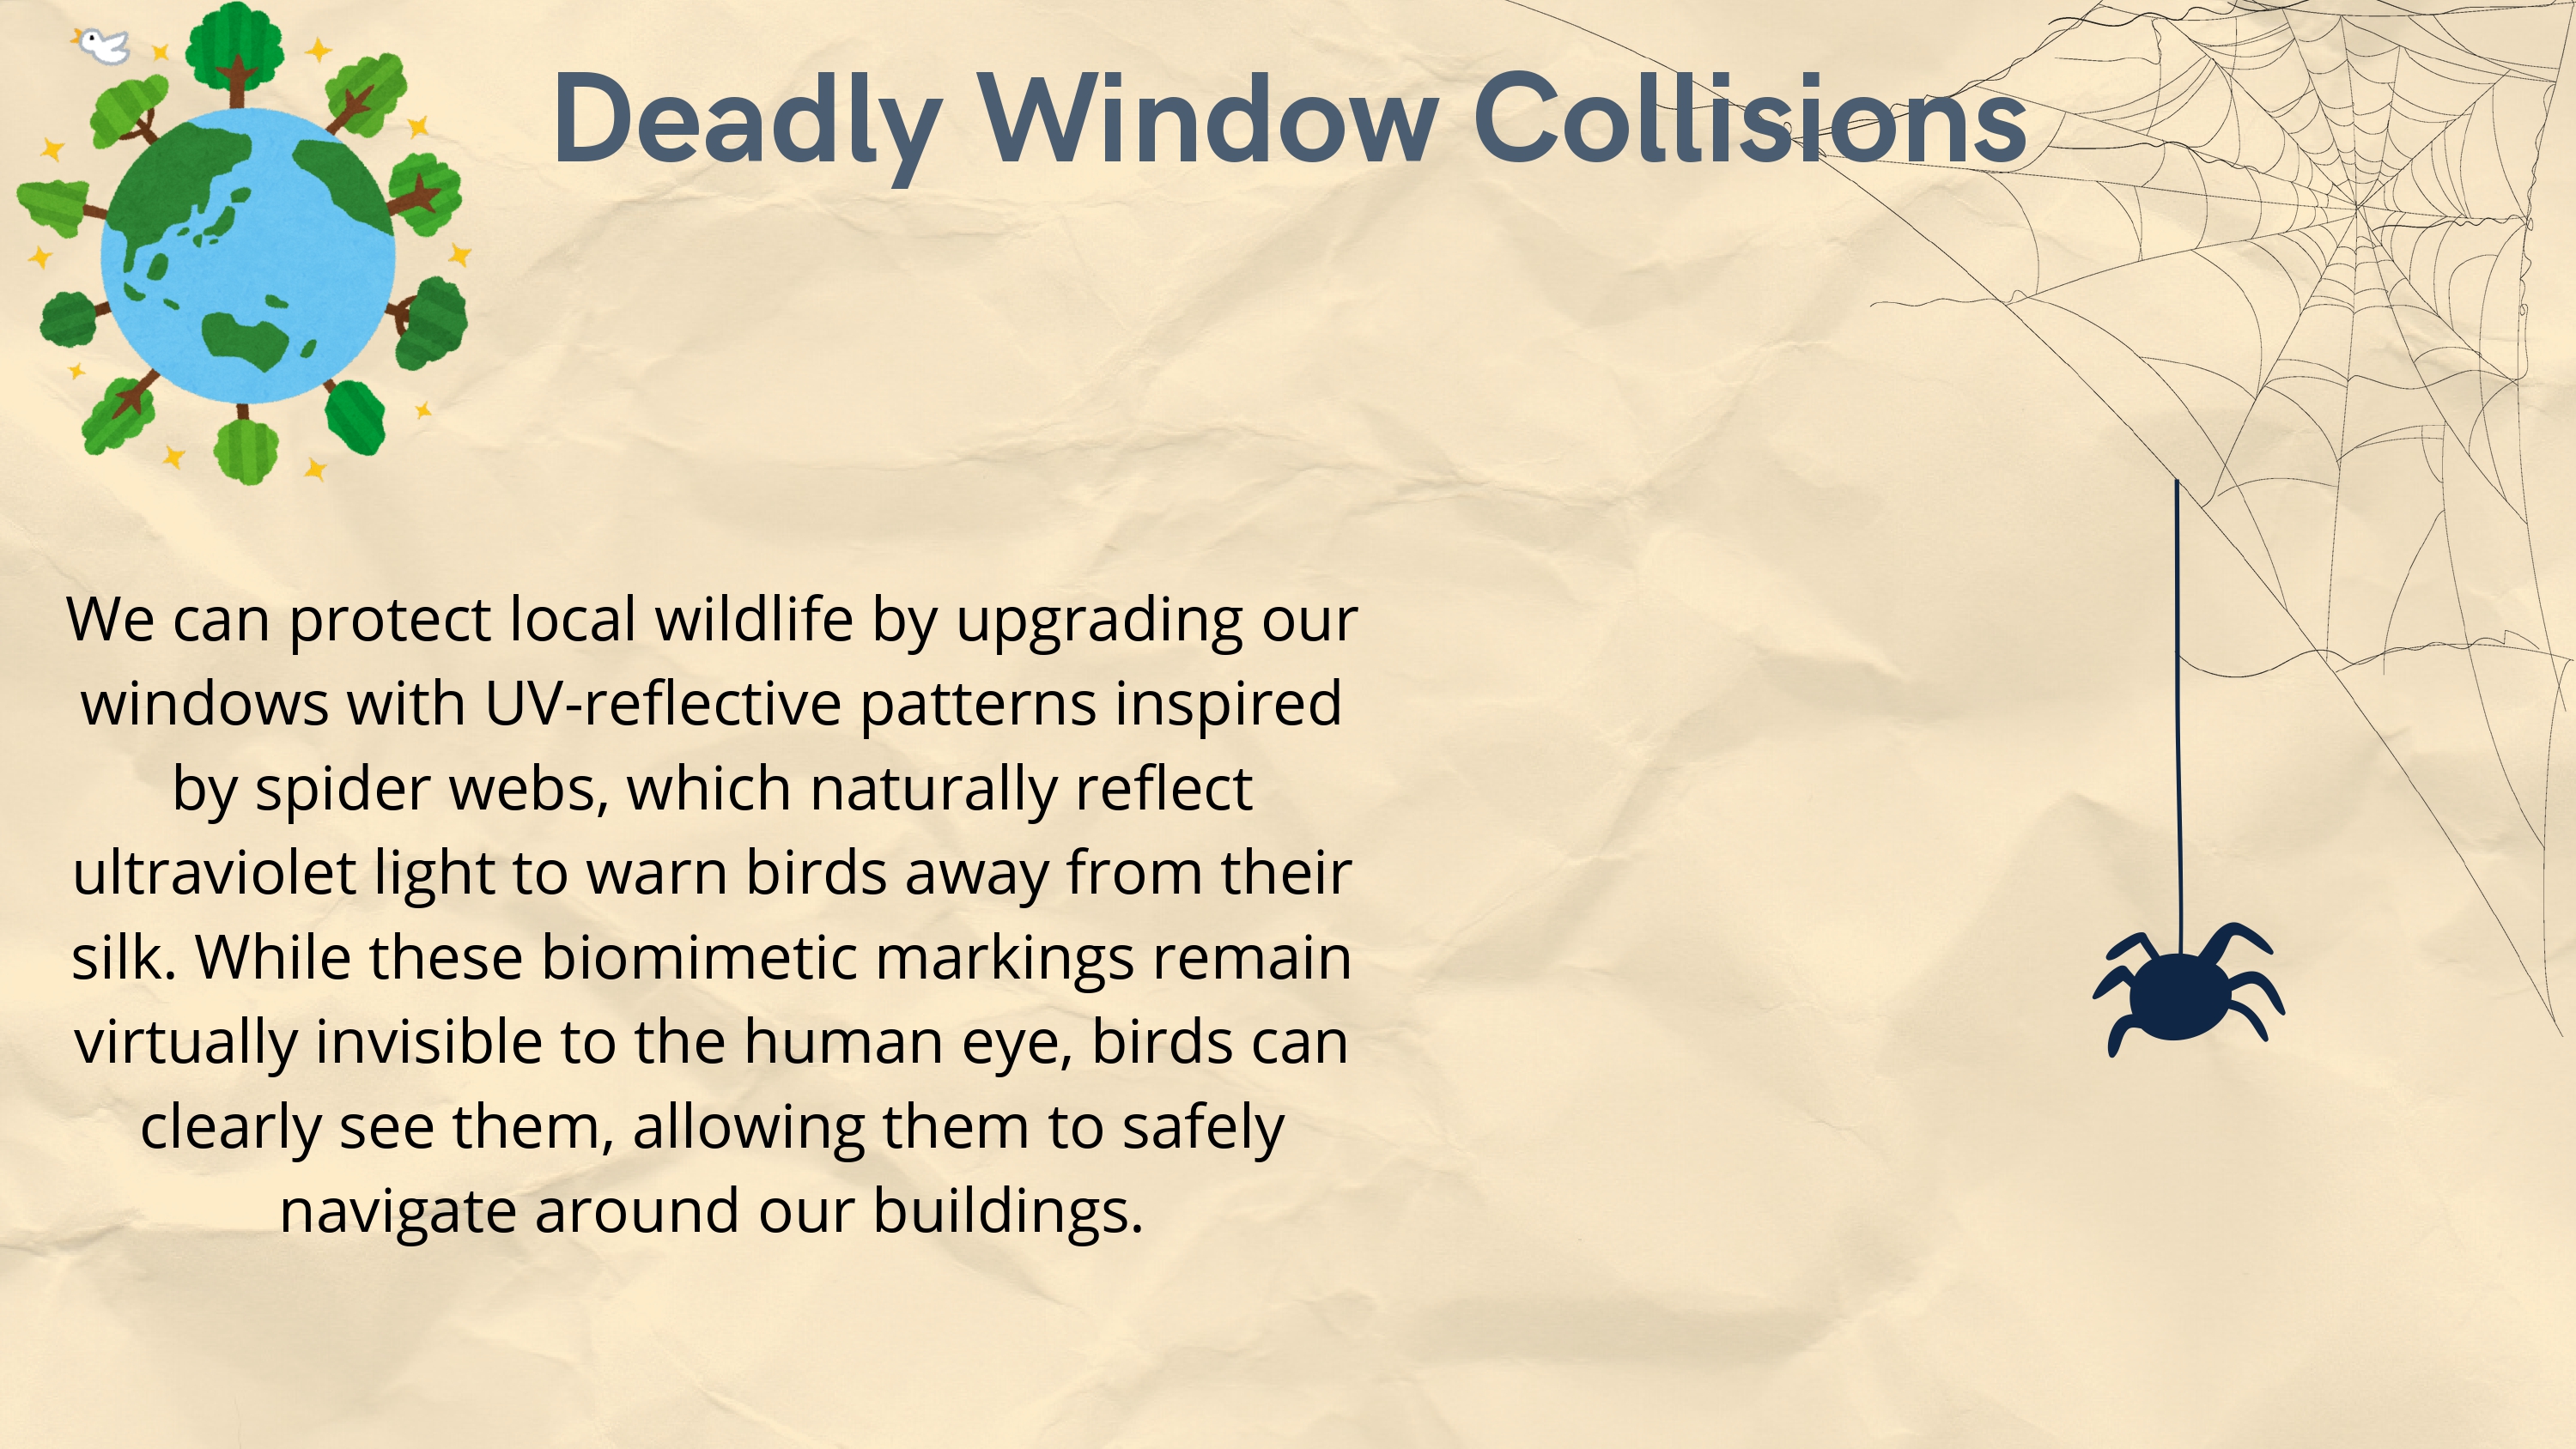 Deadly Window Collisions
We can protect local wildlife by upgrading our
windows with UV-reflective patterns inspired
by spider webs, which naturally reflect
ultraviolet light to warn birds away from their
silk. While these biomimetic markings remain
virtually invisible to the human eye, birds can
clearly see them, allowing them to safely
navigate around our buildings.